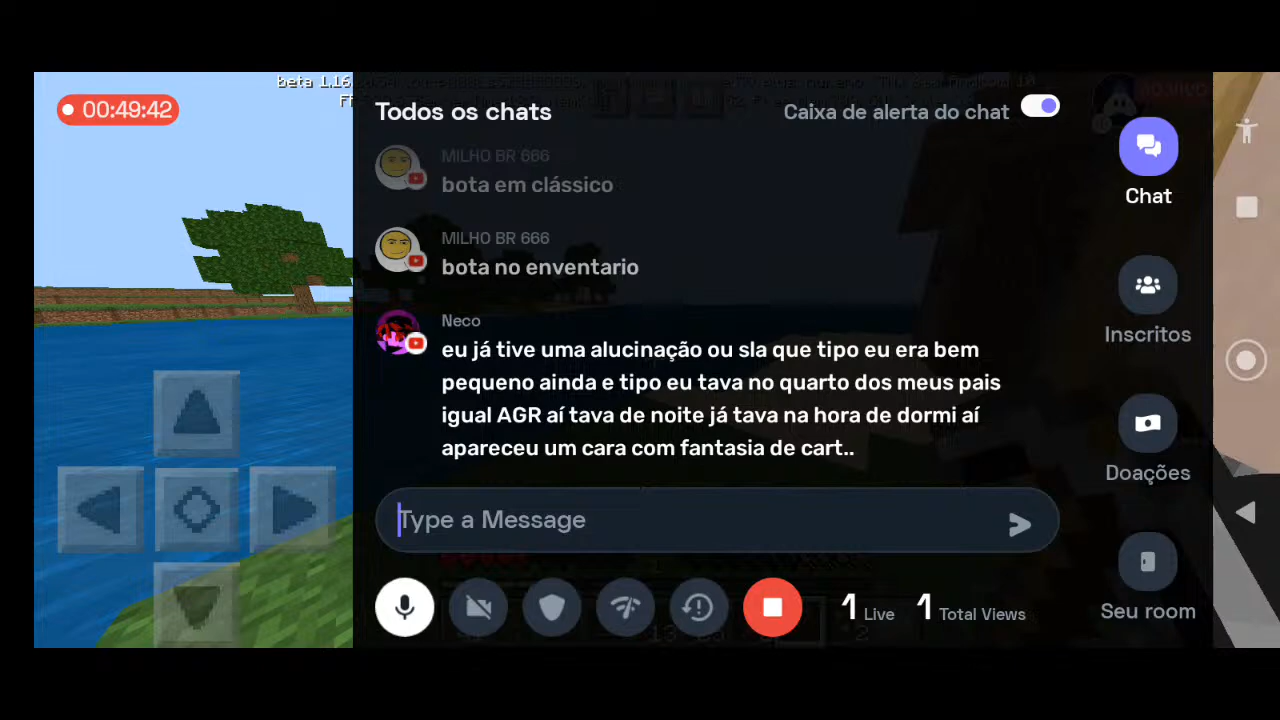 beta 1.16
00:49:42
Todos os chats
Caixa de alerta do chat
MILHO BR 666
bota em clássico
MILHO BR 666
bota no enventario
Neco
eu já tive uma alucinação ou sla que tipo eu era bem
pequeno ainda e tipo eu tava no quarto dos meus pais
igual AGR aí tava de noite já tava na hora de dormi aí
apareceu um cara com fantasia de cart..
Type a Message
1 Live
1 Total Views
Chat
Inscritos
Doações
Seu room